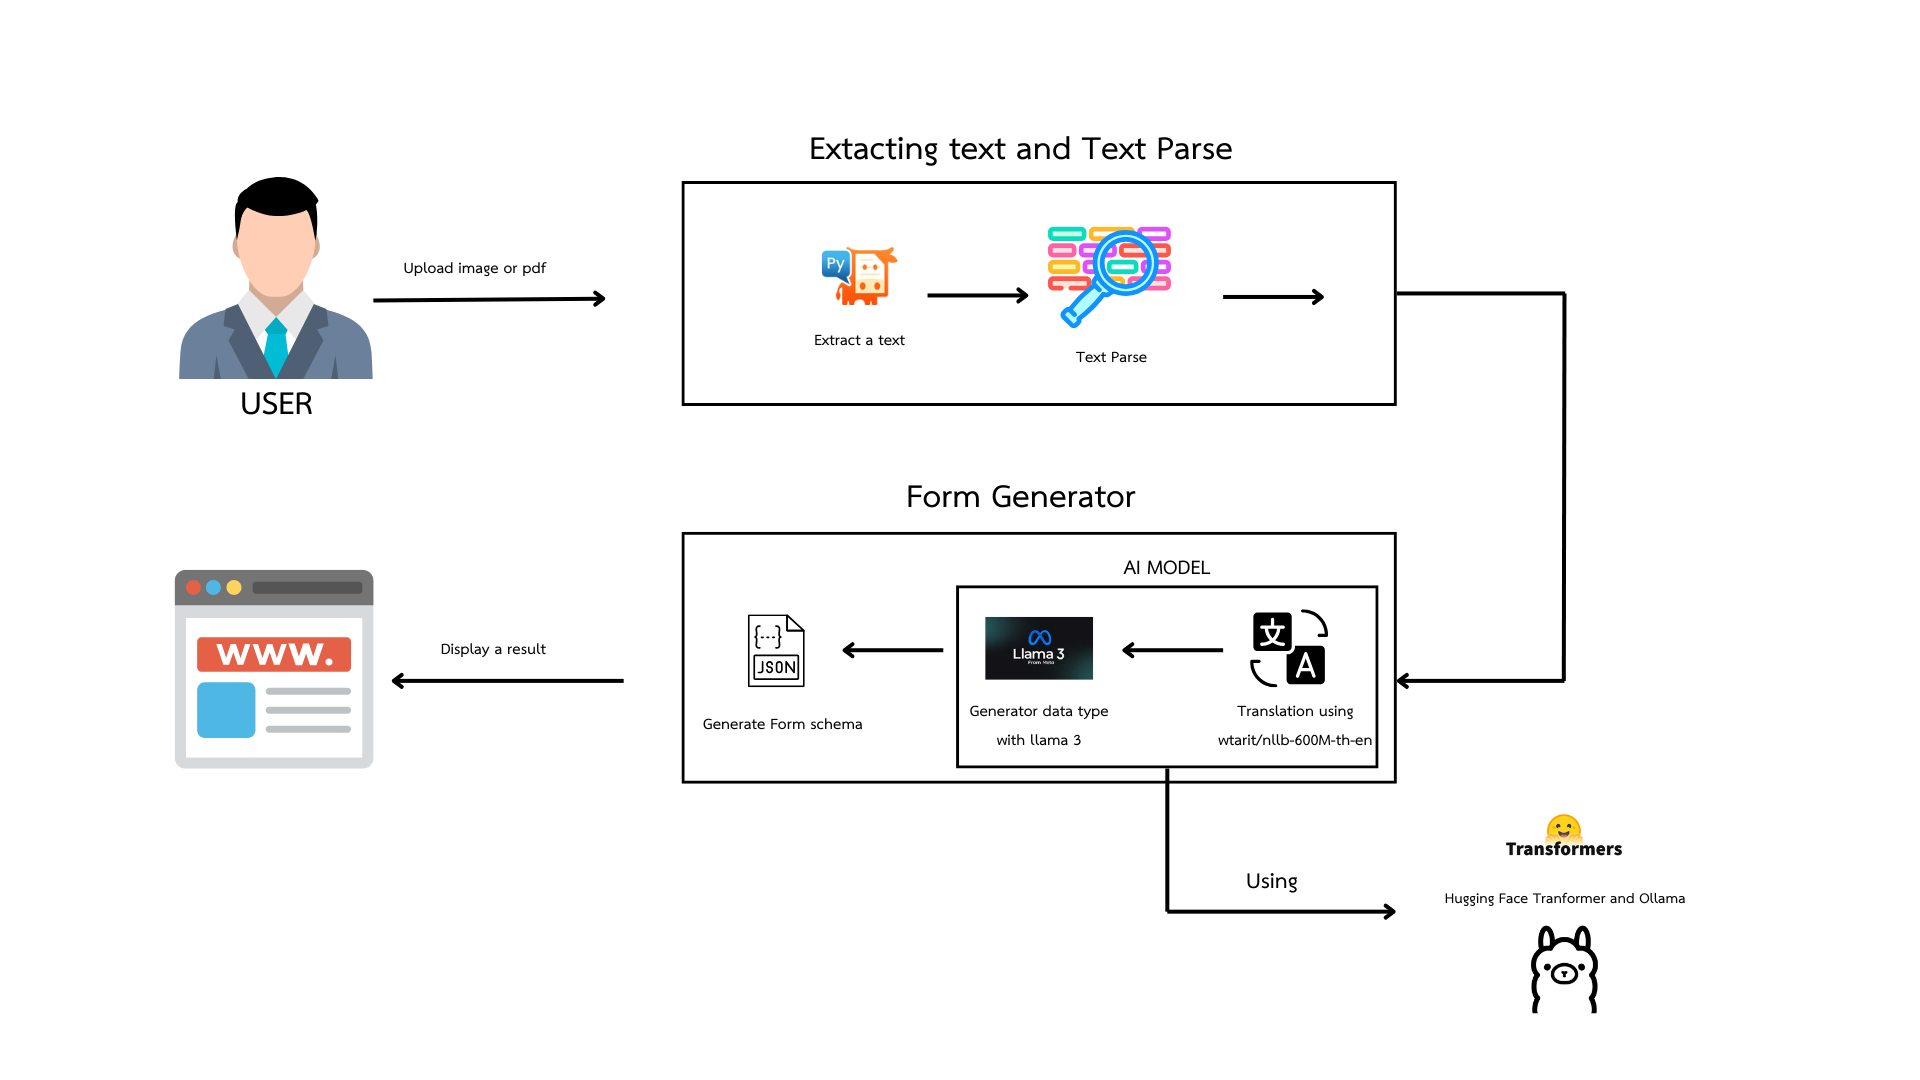 Extacting text and Text Parse
Upload image or pdf
Py
Extract a text
Text Parse
USER
Form Generator
AI MODEL
{---}
JSON
Llama 3
From Meta
文
A
Generate Form schema
Generator data type
with llama 3
Translation using
wtarit/nllb-600M-th-en
Display a result
www.
Using
Transformers
Hugging Face Tranformer and Ollama